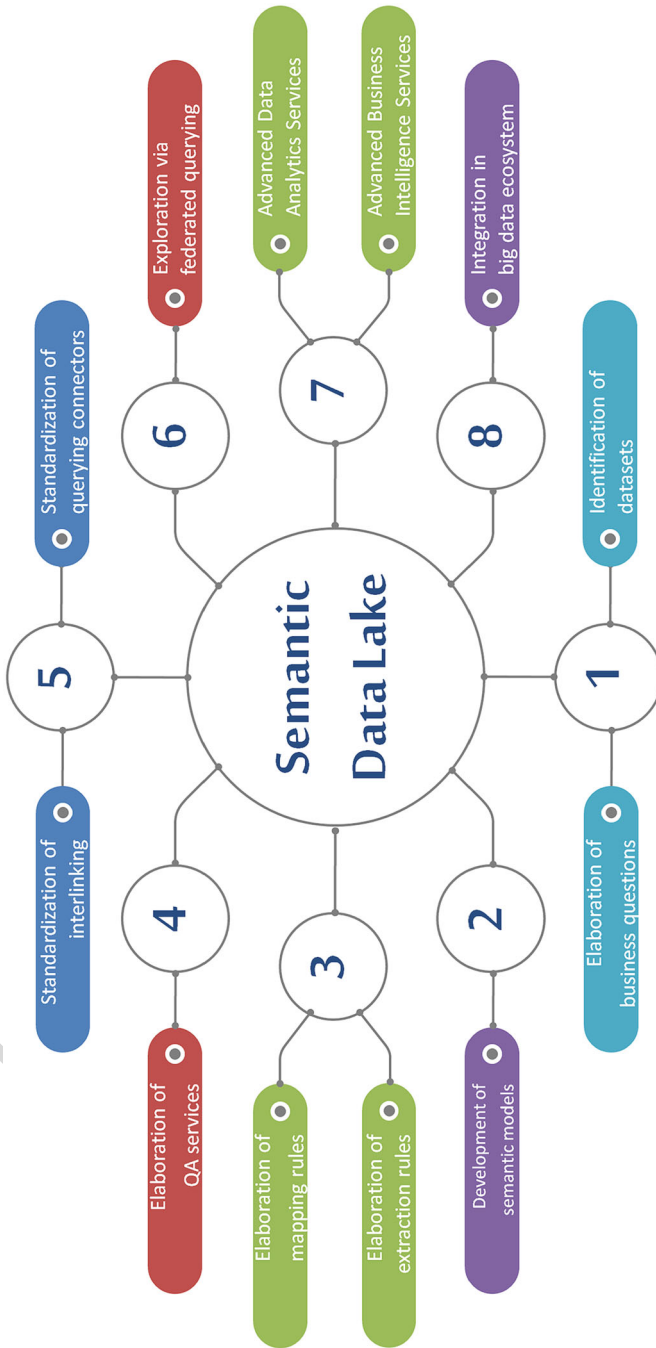 Semantic
Data Lake
1
Elaboration of
business questions
Identification of
datasets
2
Development of
semantic models
3
Elaboration of
mapping rules
Elaboration of
extraction rules
4
Elaboration of
QA services
5
Standardization of
interlinking
Standardization of
querying connectors
6
Exploration via
federated querying
7
Advanced Data
Analytics Services
Advanced Business
Intelligence Services
8
Integration in
big data ecosystem